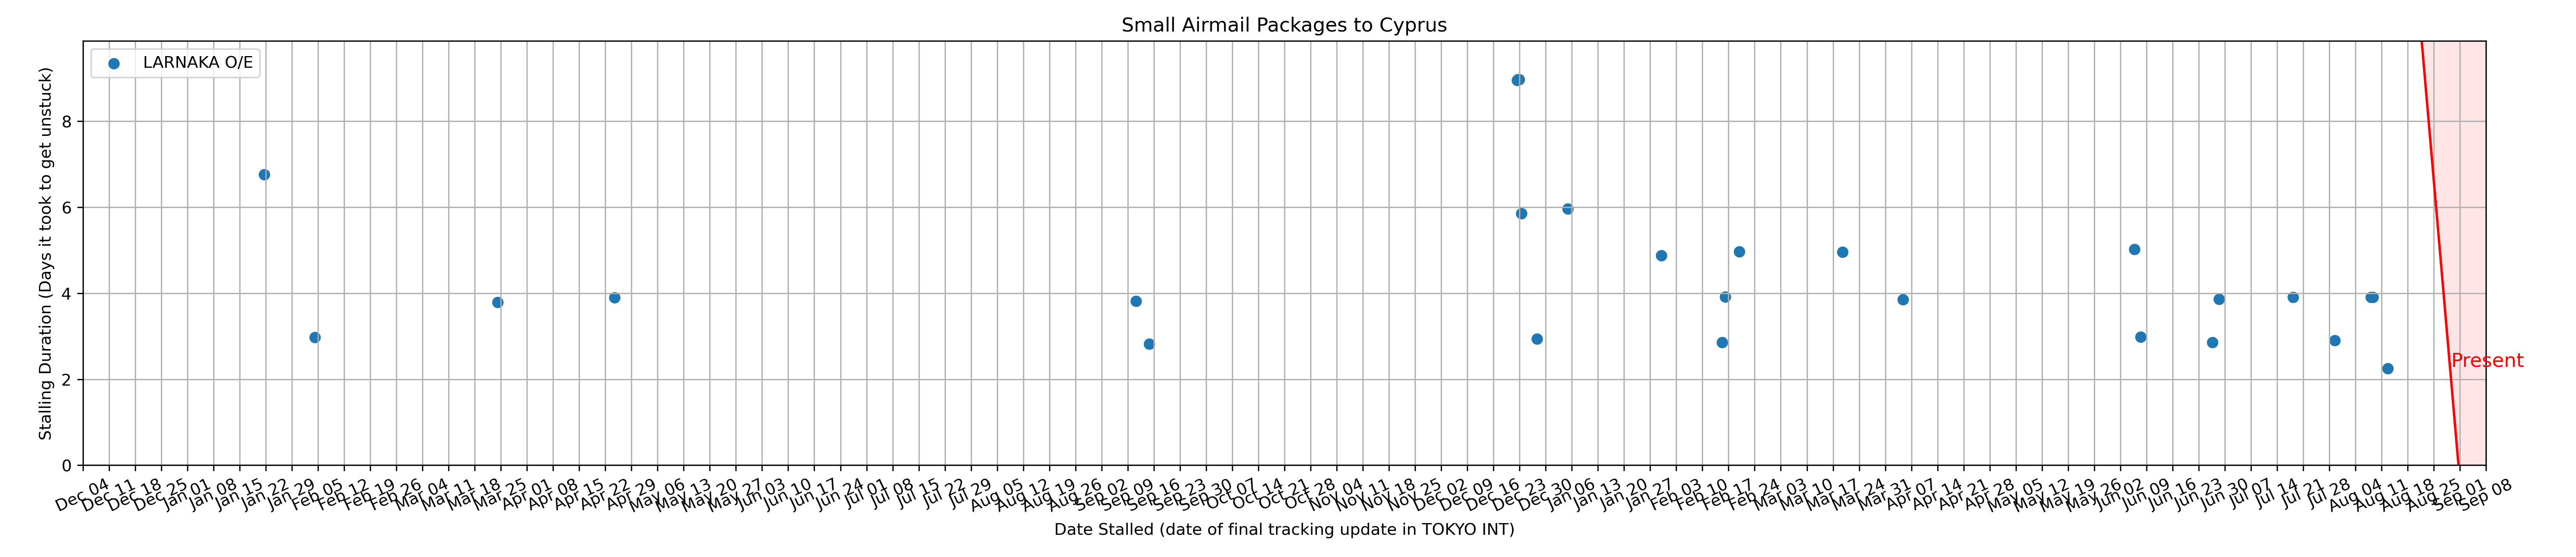 Small Airmail Packages to Cyprus
LARNAKA O/E
Stalling Duration (Days it took to get unstuck)
8
6
4
2
0
Present
Dec 04
Dec 11
Dec 18
Dec 25
Jan 01
Jan 08
Jan 15
Jan 22
Jan 29
Feb 05
Feb 12
Feb 19
Feb 26
Mar 04
Mar 11
Mar 18
Mar 25
Apr 01
Apr 08
Apr 15
Apr 22
Apr 29
May 06
May 13
May 20
May 27
Jun 03
Jun 10
Jun 17
Jun 24
Jul 01
Jul 08
Jul 15
Jul 22
Jul 29
Aug 05
Aug 12
Aug 19
Aug 26
Sep 02
Sep 09
Sep 16
Sep 23
Sep 30
Oct 07
Oct 14
Oct 21
Oct 28
Nov 04
Nov 11
Nov 18
Nov 25
Dec 02
Dec 09
Dec 16
Dec 23
Dec 30
Jan 06
Jan 13
Jan 20
Jan 27
Feb 03
Feb 10
Feb 17
Feb 24
Mar 03
Mar 10
Mar 17
Mar 24
Mar 31
Apr 07
Apr 14
Apr 21
Apr 28
May 05
May 12
May 19
May 26
Jun 02
Jun 09
Jun 16
Jun 23
Jun 30
Jul 07
Jul 14
Jul 21
Jul 28
Aug 04
Aug 11
Aug 18
Aug 25
Sep 01
Sep 08
Date Stalled (date of final tracking update in TOKYO INT)